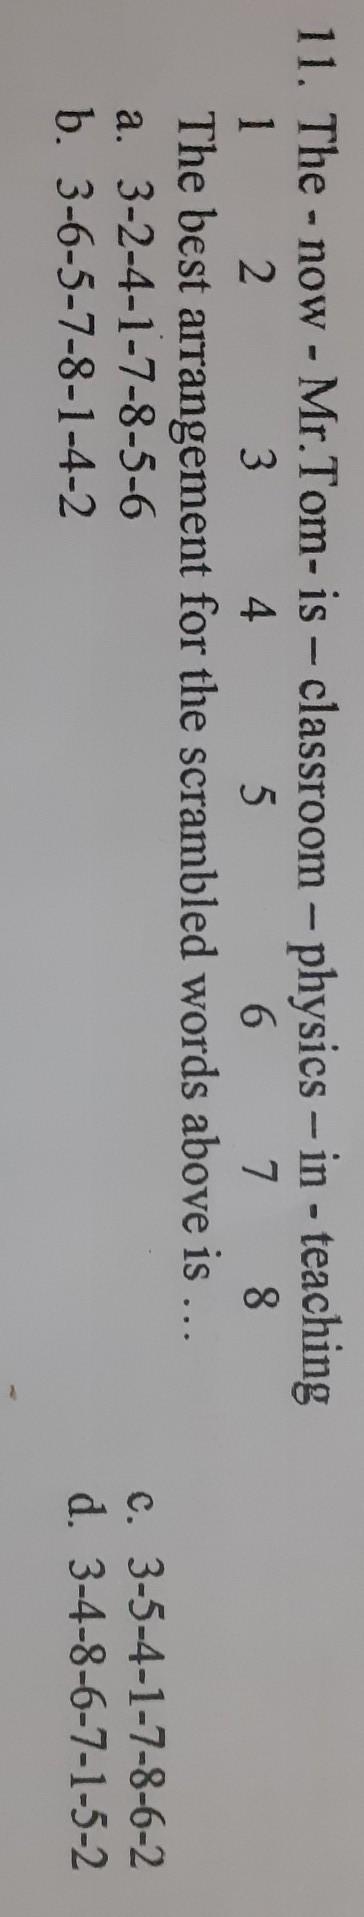 11. The - now - Mr.Tom- is – classroom – physics – in - teaching
1 2 3 4 5 6 7 8
The best arrangement for the scrambled words above is …
a. 3-2-4-1-7-8-5-6
b. 3-6-5-7-8-1-4-2
c. 3-5-4-1-7-8-6-2
d. 3-4-8-6-7-1-5-2